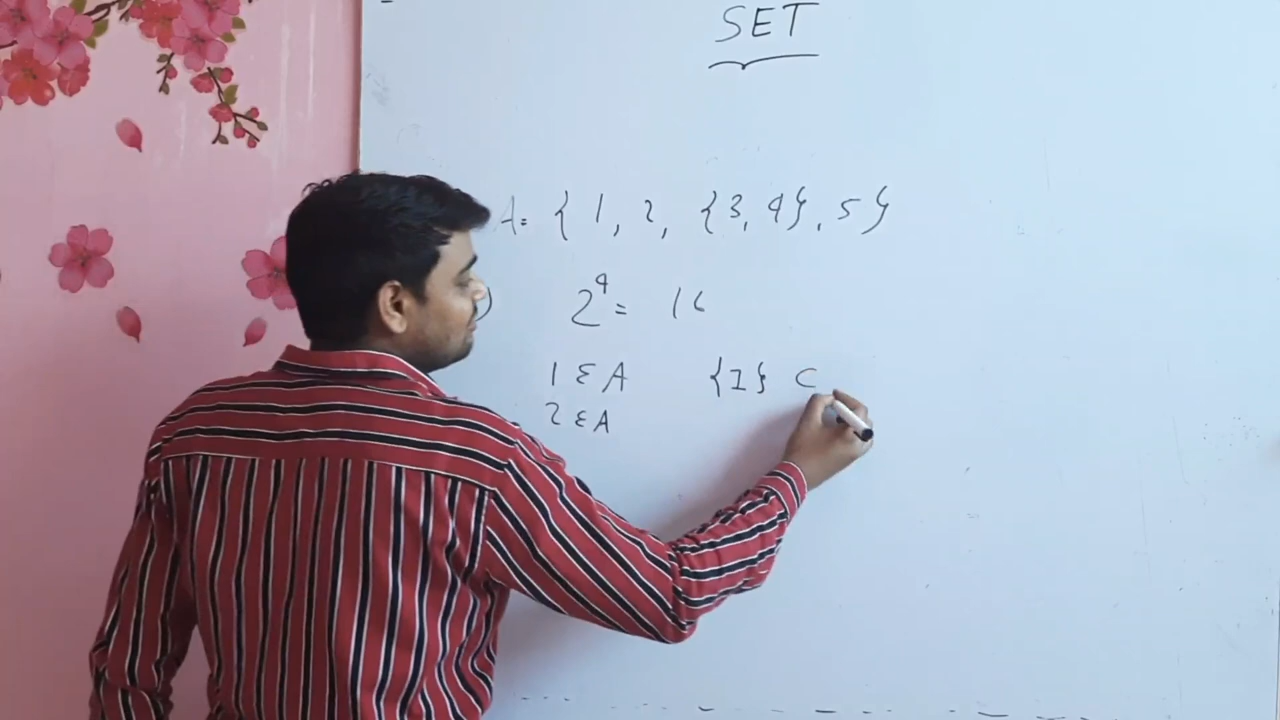 SET
A = { 1, 2, {3, 4}, 5 }
) 2⁴ = 16
1 ∈ A {1} ⊂
2 ∈ A